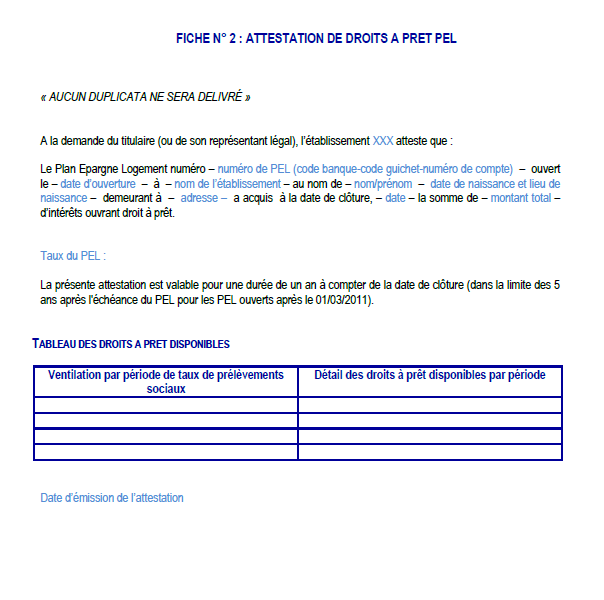 FICHE N° 2 : ATTESTATION DE DROITS A PRET PEL
« AUCUN DUPLICATA NE SERA DELIVRÉ »
A la demande du titulaire (ou de son représentant légal), l’établissement XXX atteste que :
Le Plan Epargne Logement numéro – numéro de PEL (code banque-code guichet-numéro de compte) – ouvert
le – date d’ouverture – à – nom de l’établissement – au nom de – nom/prénom – date de naissance et lieu de
naissance – demeurant à – adresse – a acquis à la date de clôture, – date – la somme de – montant total –
d’intérêts ouvrant droit à prêt.
Taux du PEL :
La présente attestation est valable pour une durée de un an à compter de la date de clôture (dans la limite des 5
ans après l’échéance du PEL pour les PEL ouverts après le 01/03/2011).
TABLEAU DES DROITS A PRET DISPONIBLES
Ventilation par période de taux de prélèvements
sociaux
Détail des droits à prêt disponibles par période
Date d’émission de l’attestation